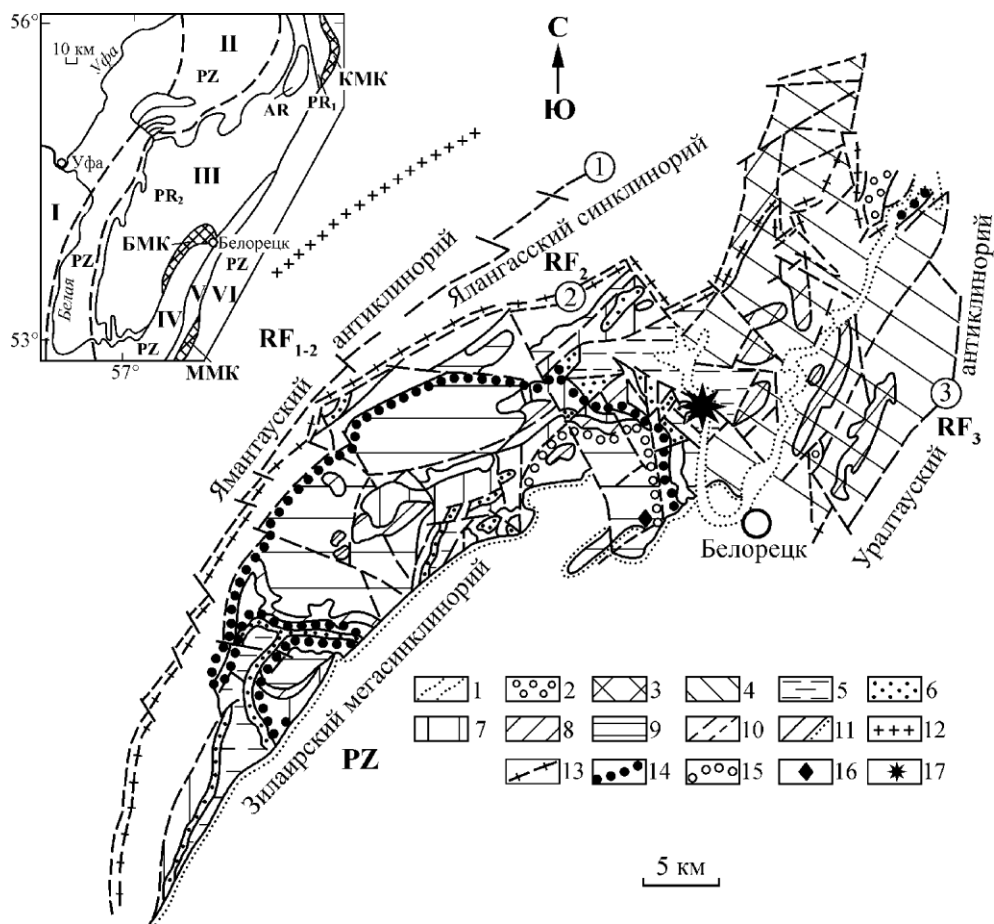 56°
10 км
Уфа
II
PZ
КМК
AR
PR₁
Уфа
III
I
PR₂
БМК
Белорецк
PZ
PZ
Белая
V
VI
IV
53°
PZ
57°
ММК
С
Ю
1
Ялангасский синклинорий
RF₂
2
RF₁₋₂
Ямантауский антиклинорий
3
RF₃
Уралтауский антиклинорий
Белорецк
Зилаирский мегасинклинорий
PZ
1
2
3
4
5
6
7
8
9
10
11
12
13
14
15
16
17
5 км